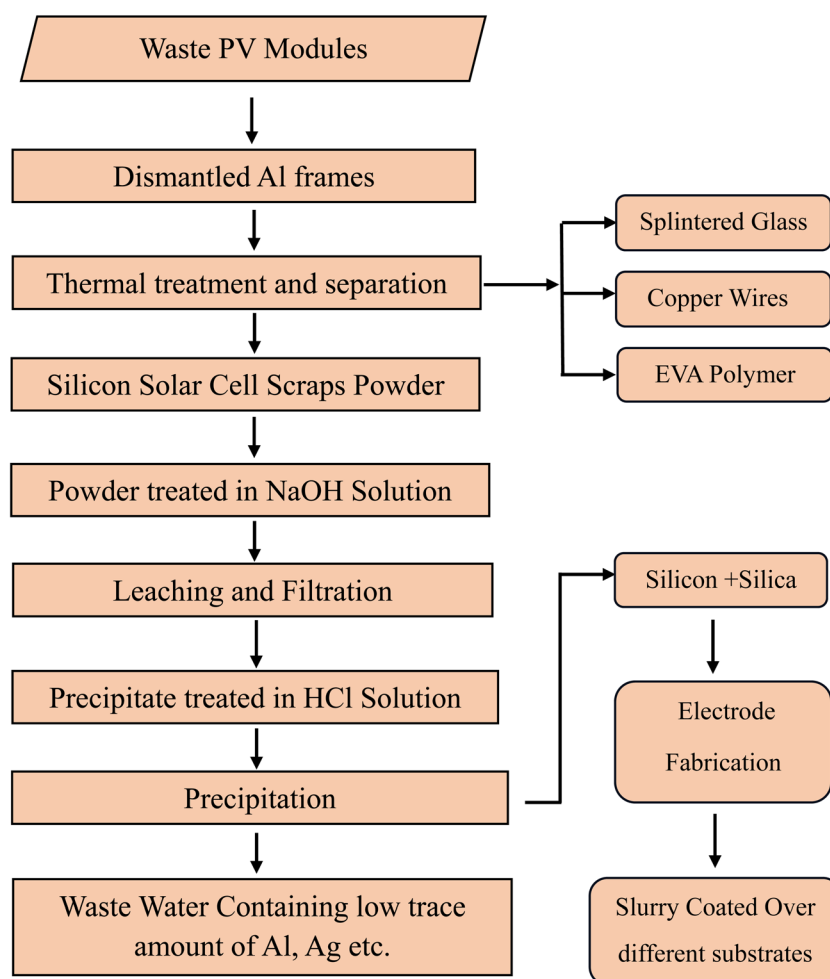 Waste PV Modules
Dismantled Al frames
Thermal treatment and separation
Splintered Glass
Copper Wires
EVA Polymer
Silicon Solar Cell Scraps Powder
Powder treated in NaOH Solution
Leaching and Filtration
Precipitate treated in HCl Solution
Precipitation
Waste Water Containing low trace
amount of Al, Ag etc.
Silicon +Silica
Electrode
Fabrication
Slurry Coated Over
different substrates